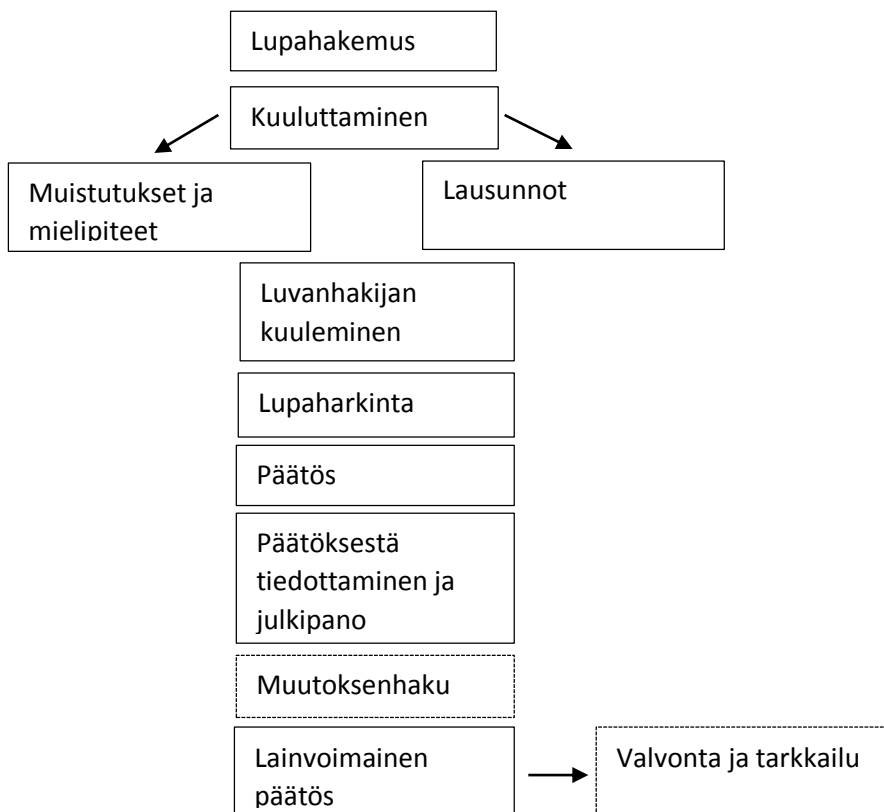 Lupahakemus
Kuuluttaminen
Muistutukset ja
mielipiteet
Lausunnot
Luvanhakijan
kuuleminen
Lupaharkinta
Päätös
Päätöksestä
tiedottaminen ja
julkipano
Muutoksenhaku
Lainvoimainen
päätös
Valvonta ja tarkkailu